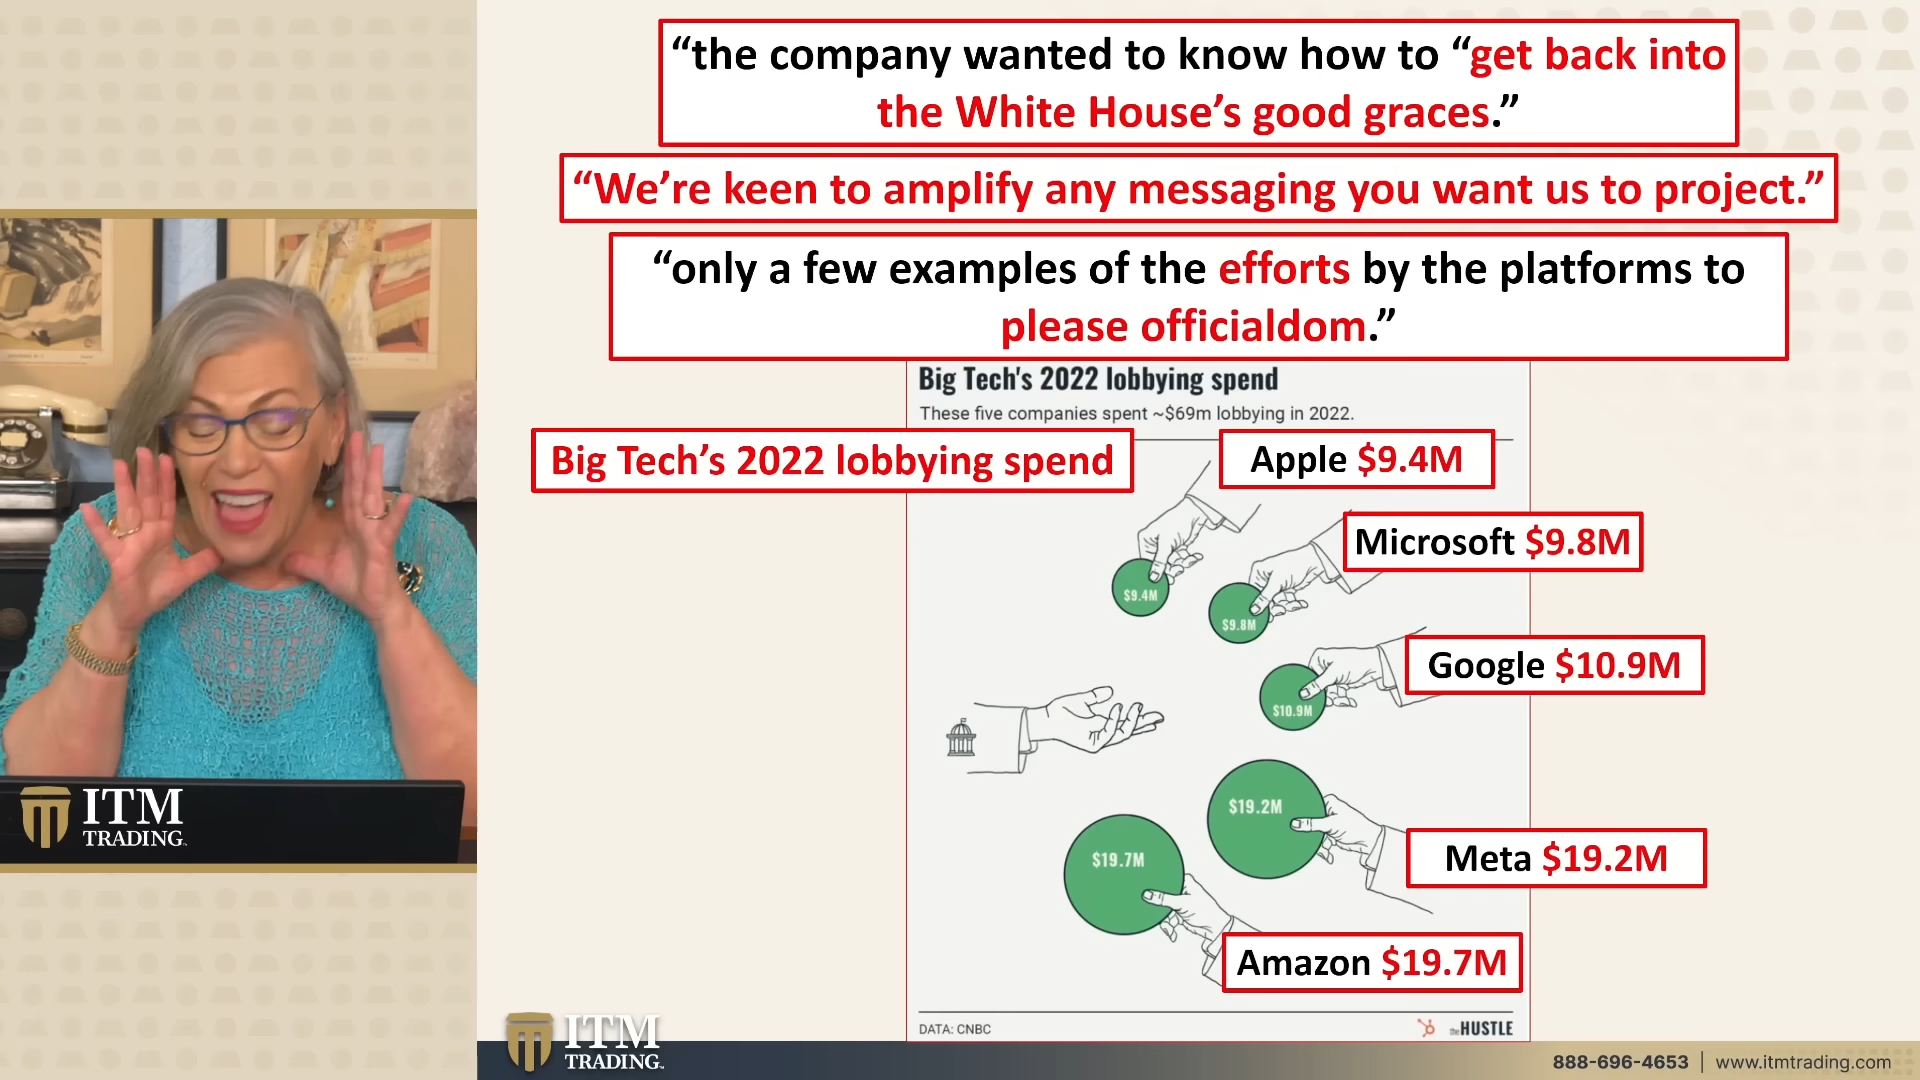 “the company wanted to know how to “get back into
the White House’s good graces.”
“We’re keen to amplify any messaging you want us to project.”
“only a few examples of the efforts by the platforms to
please officialdom.”
Big Tech's 2022 lobbying spend
These five companies spent ~$69m lobbying in 2022.
Big Tech’s 2022 lobbying spend
Apple $9.4M
Microsoft $9.8M
$9.4M
$9.8M
Google $10.9M
$10.9M
$19.2M
Meta $19.2M
$19.7M
Amazon $19.7M
DATA: CNBC
the HUSTLE
ITM
TRADING
ITM
TRADING
888-696-4653 | www.itmtrading.com